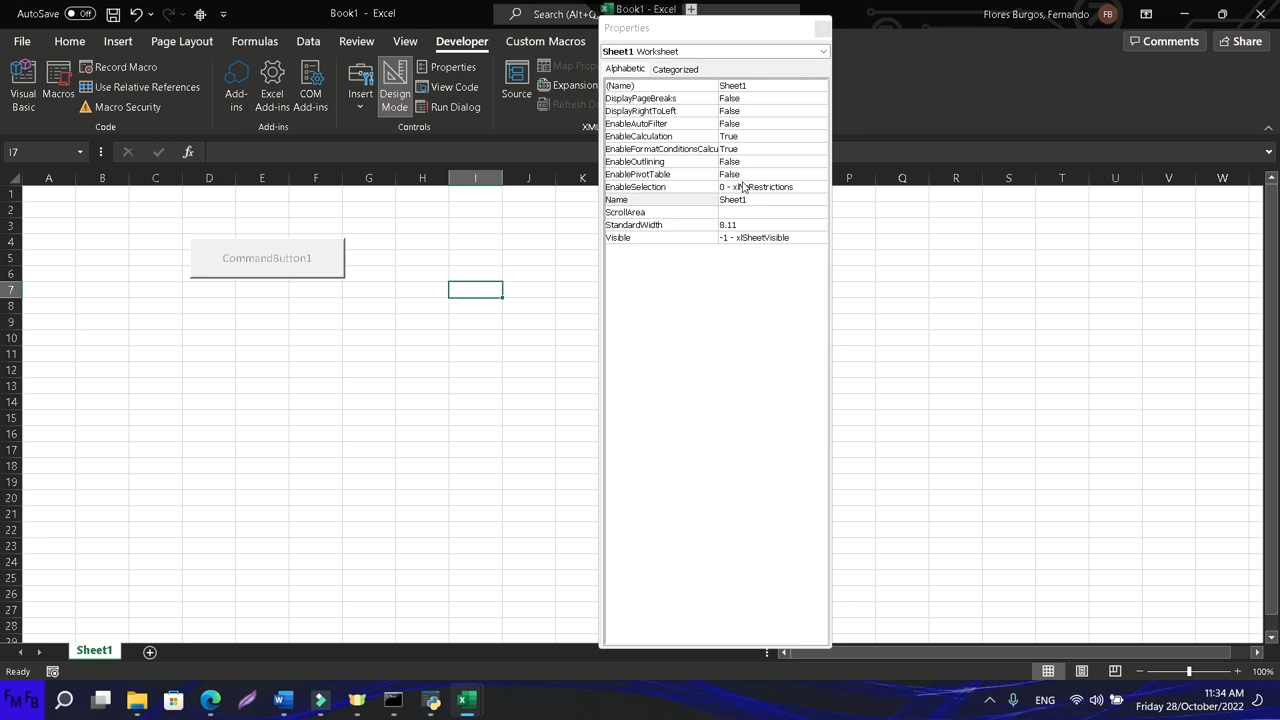 AutoSave Off
Book1 - Excel
Search (Alt+Q)
Book1 - Excel
Flores Burgos Armando
FB
File
Home
Insert
Page Layout
Formulas
Data
Review
View
Developer
Custom Macros
Comments
Share
Visual Basic
Macros
Record Macro
Macro Security
Code
Add-ins
Excel Add-ins
COM Add-ins
Add-ins
Insert
Design Mode
Properties
View Code
Run Dialog
Controls
Source
Map Prope
Expansion
Refresh Da
I7
fx
A B C D E F G H I J K P Q R S T U V W
1
2
3
4
5
6
7
8
9
10
11
12
13
14
15
16
17
18
19
20
21
22
23
24
25
26
27
28
29
CommandButton1
Properties
Sheet1 Worksheet
Alphabetic Categorized
(Name) Sheet1
DisplayPageBreaks False
DisplayRightToLeft False
EnableAutoFilter False
EnableCalculation True
EnableFormatConditionsCalcu True
EnableOutlining False
EnablePivotTable False
EnableSelection 0 - xlNoRestrictions
Name Sheet1
ScrollArea
StandardWidth 8.11
Visible -1 - xlSheetVisible
Sheet1
Ready
100%
ENG
11:34 AM
Friday 28/October/2022